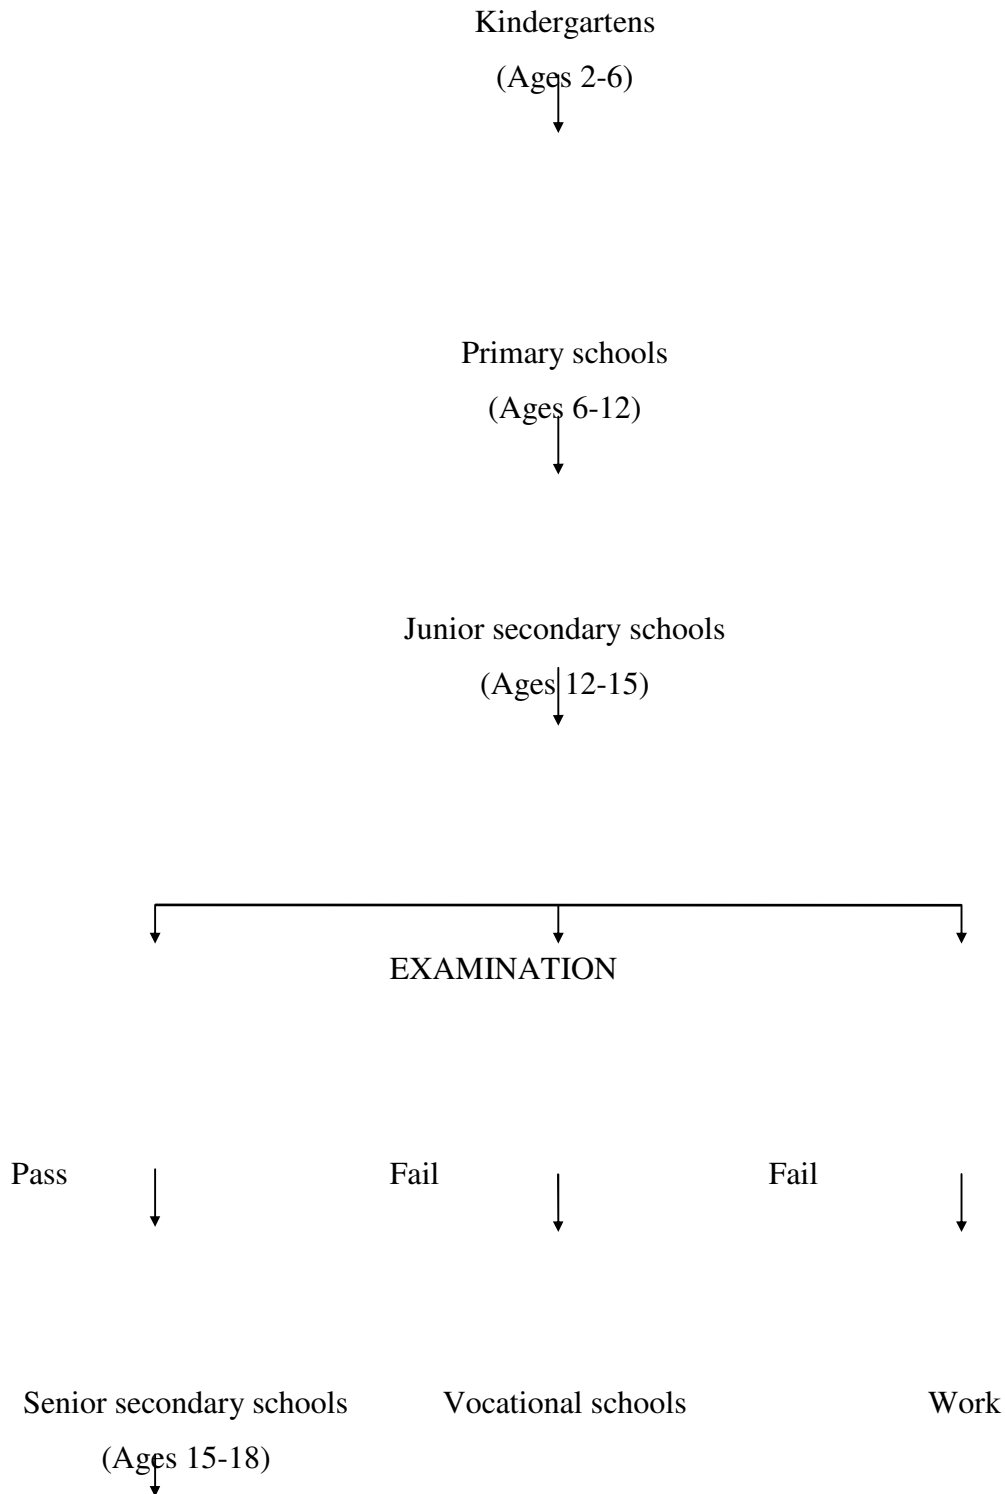 Kindergartens
(Ages 2-6)
Primary schools
(Ages 6-12)
Junior secondary schools
(Ages 12-15)
EXAMINATION
Pass Fail Fail
Senior secondary schools Vocational schools Work
(Ages 15-18)